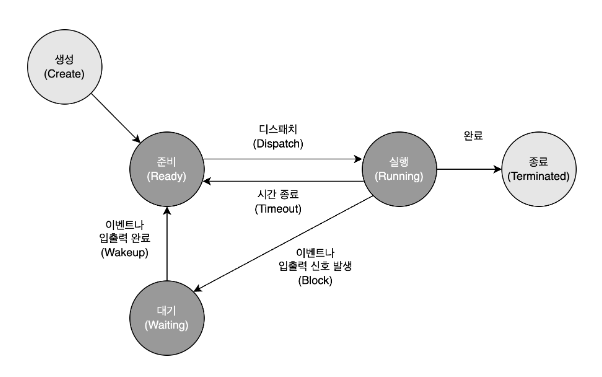 생성
(Create)
디스패치
(Dispatch)
완료
준비
(Ready)
실행
(Running)
종료
(Terminated)
시간 종료
(Timeout)
이벤트나
입출력 완료
(Wakeup)
이벤트나
입출력 신호 발생
(Block)
대기
(Waiting)